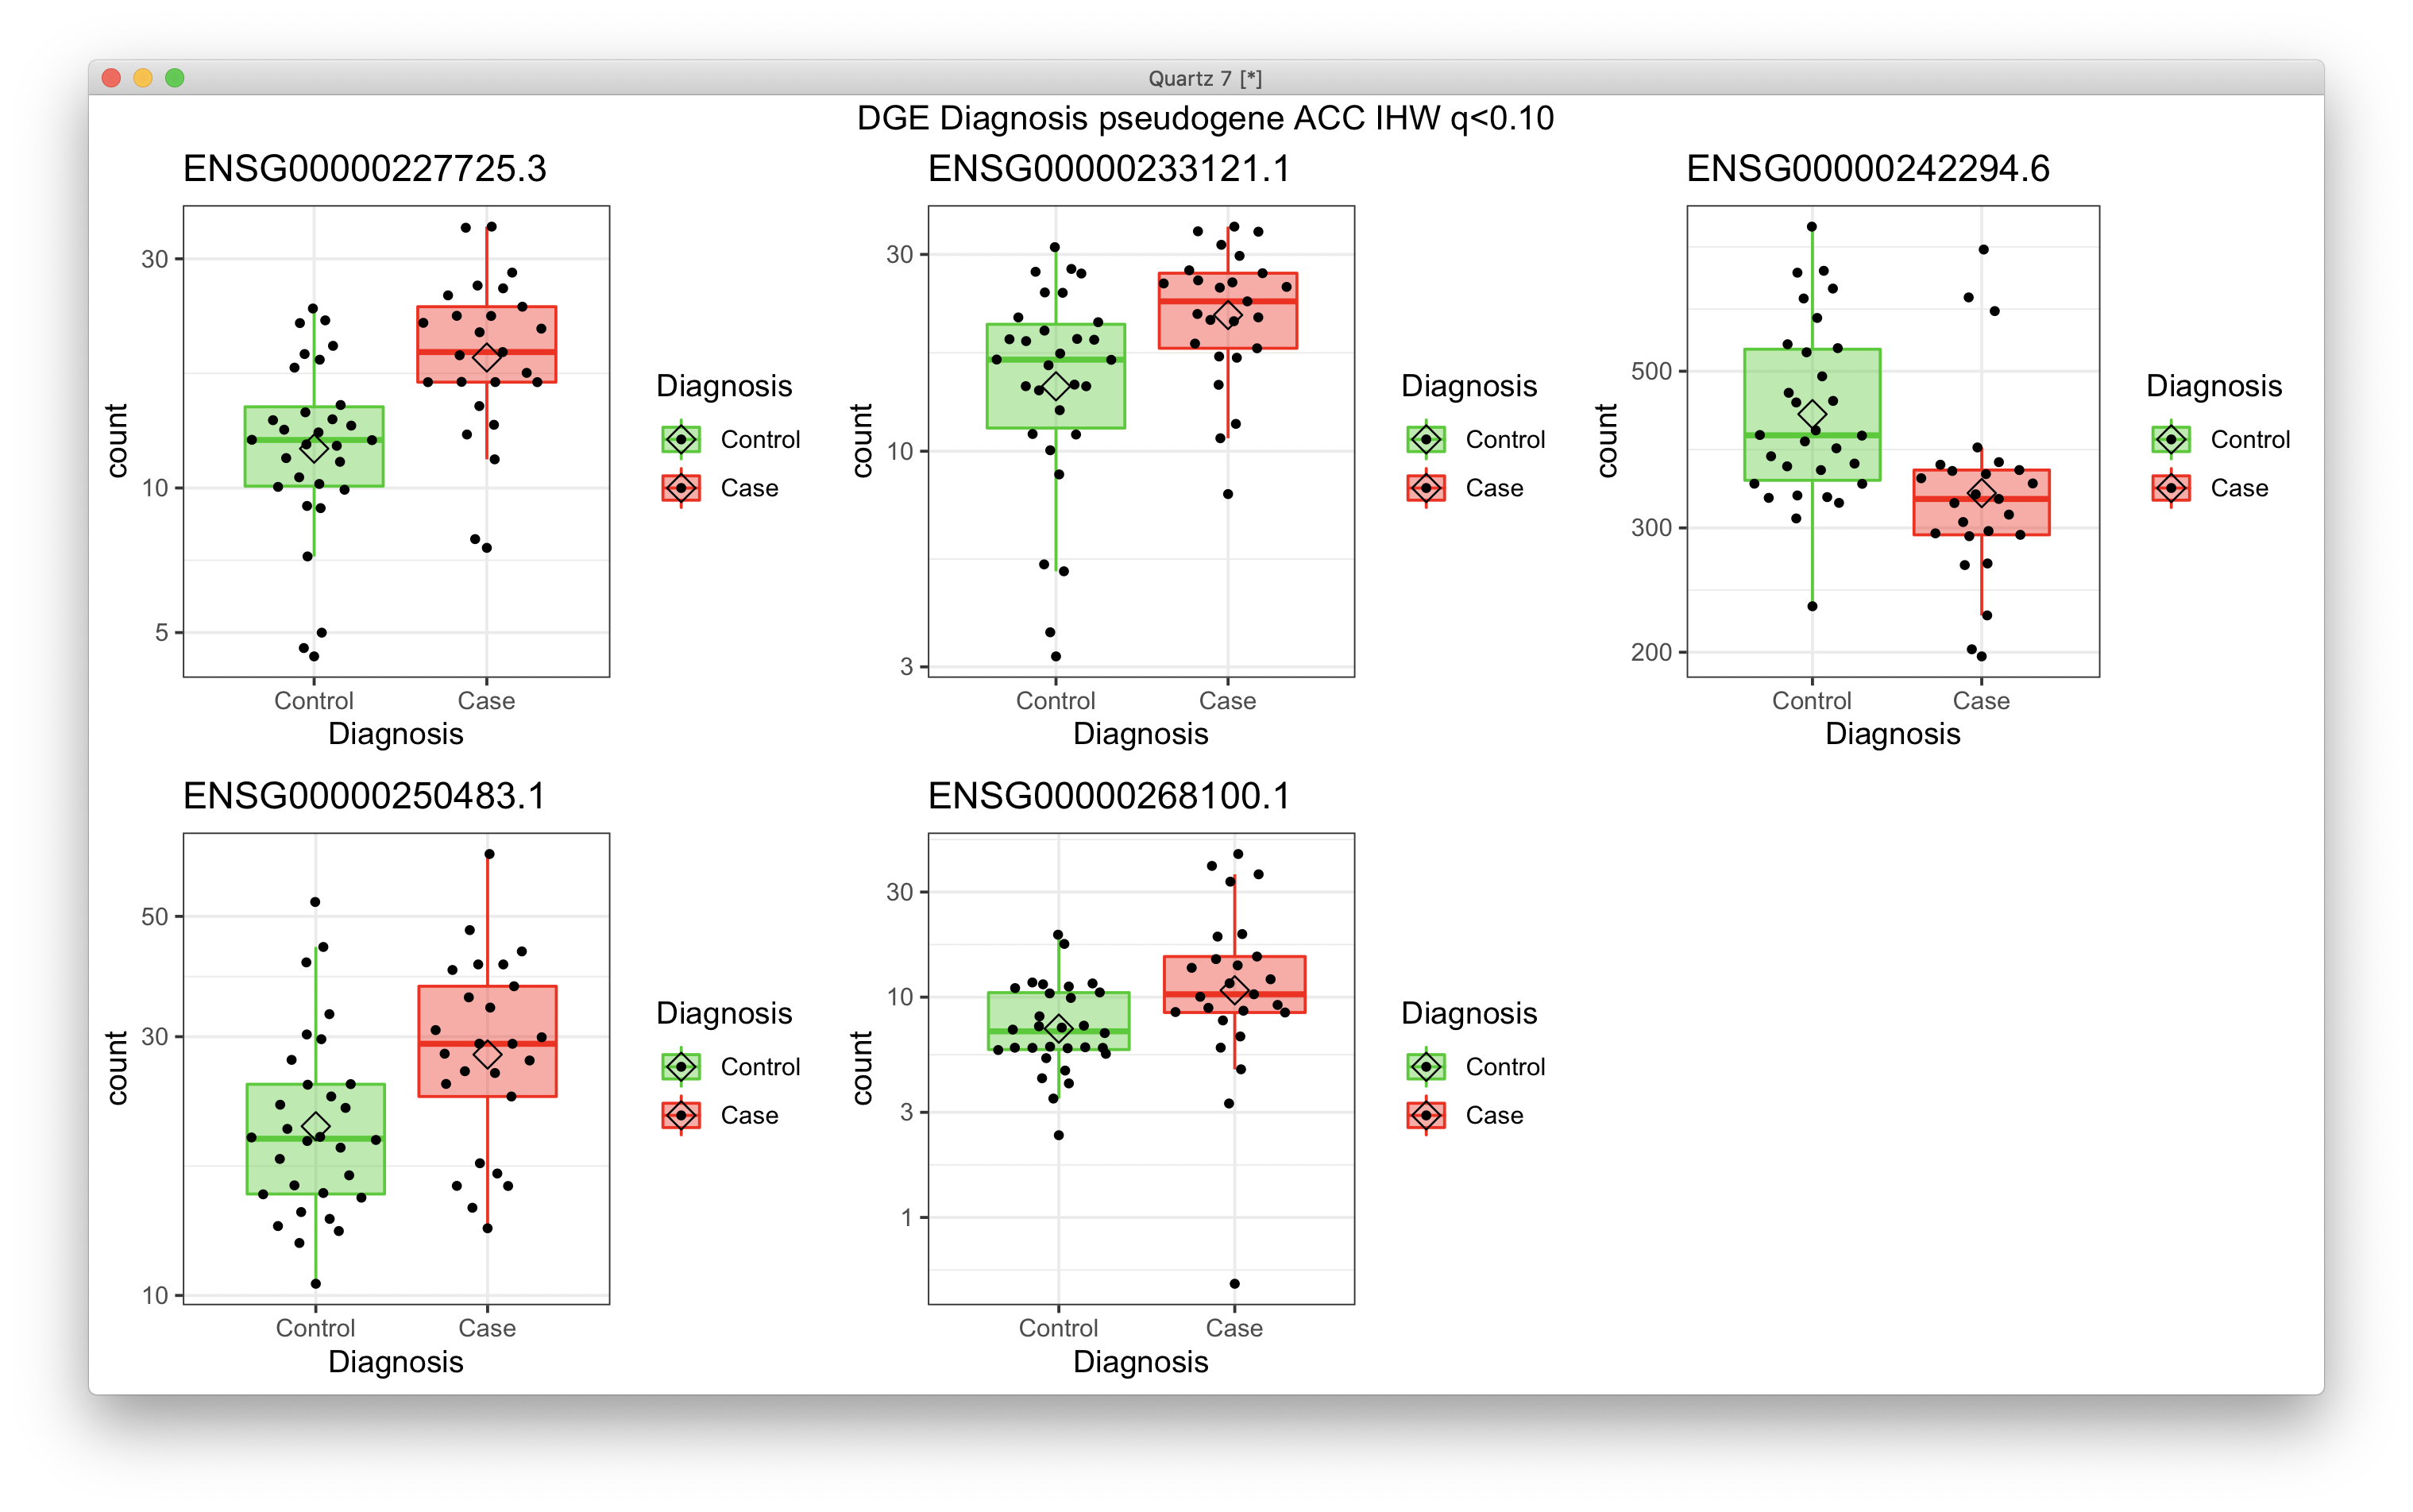 Quartz 7 [*]
DGE Diagnosis pseudogene ACC IHW q<0.10
ENSG00000227725.3
30
10
5
count
Control
Case
Diagnosis
Diagnosis
Control
Case
ENSG00000233121.1
30
10
3
count
Control
Case
Diagnosis
Diagnosis
Control
Case
ENSG00000242294.6
500
300
200
count
Control
Case
Diagnosis
Diagnosis
Control
Case
ENSG00000250483.1
50
30
10
count
Control
Case
Diagnosis
Diagnosis
Control
Case
ENSG00000268100.1
30
10
3
1
count
Control
Case
Diagnosis
Diagnosis
Control
Case